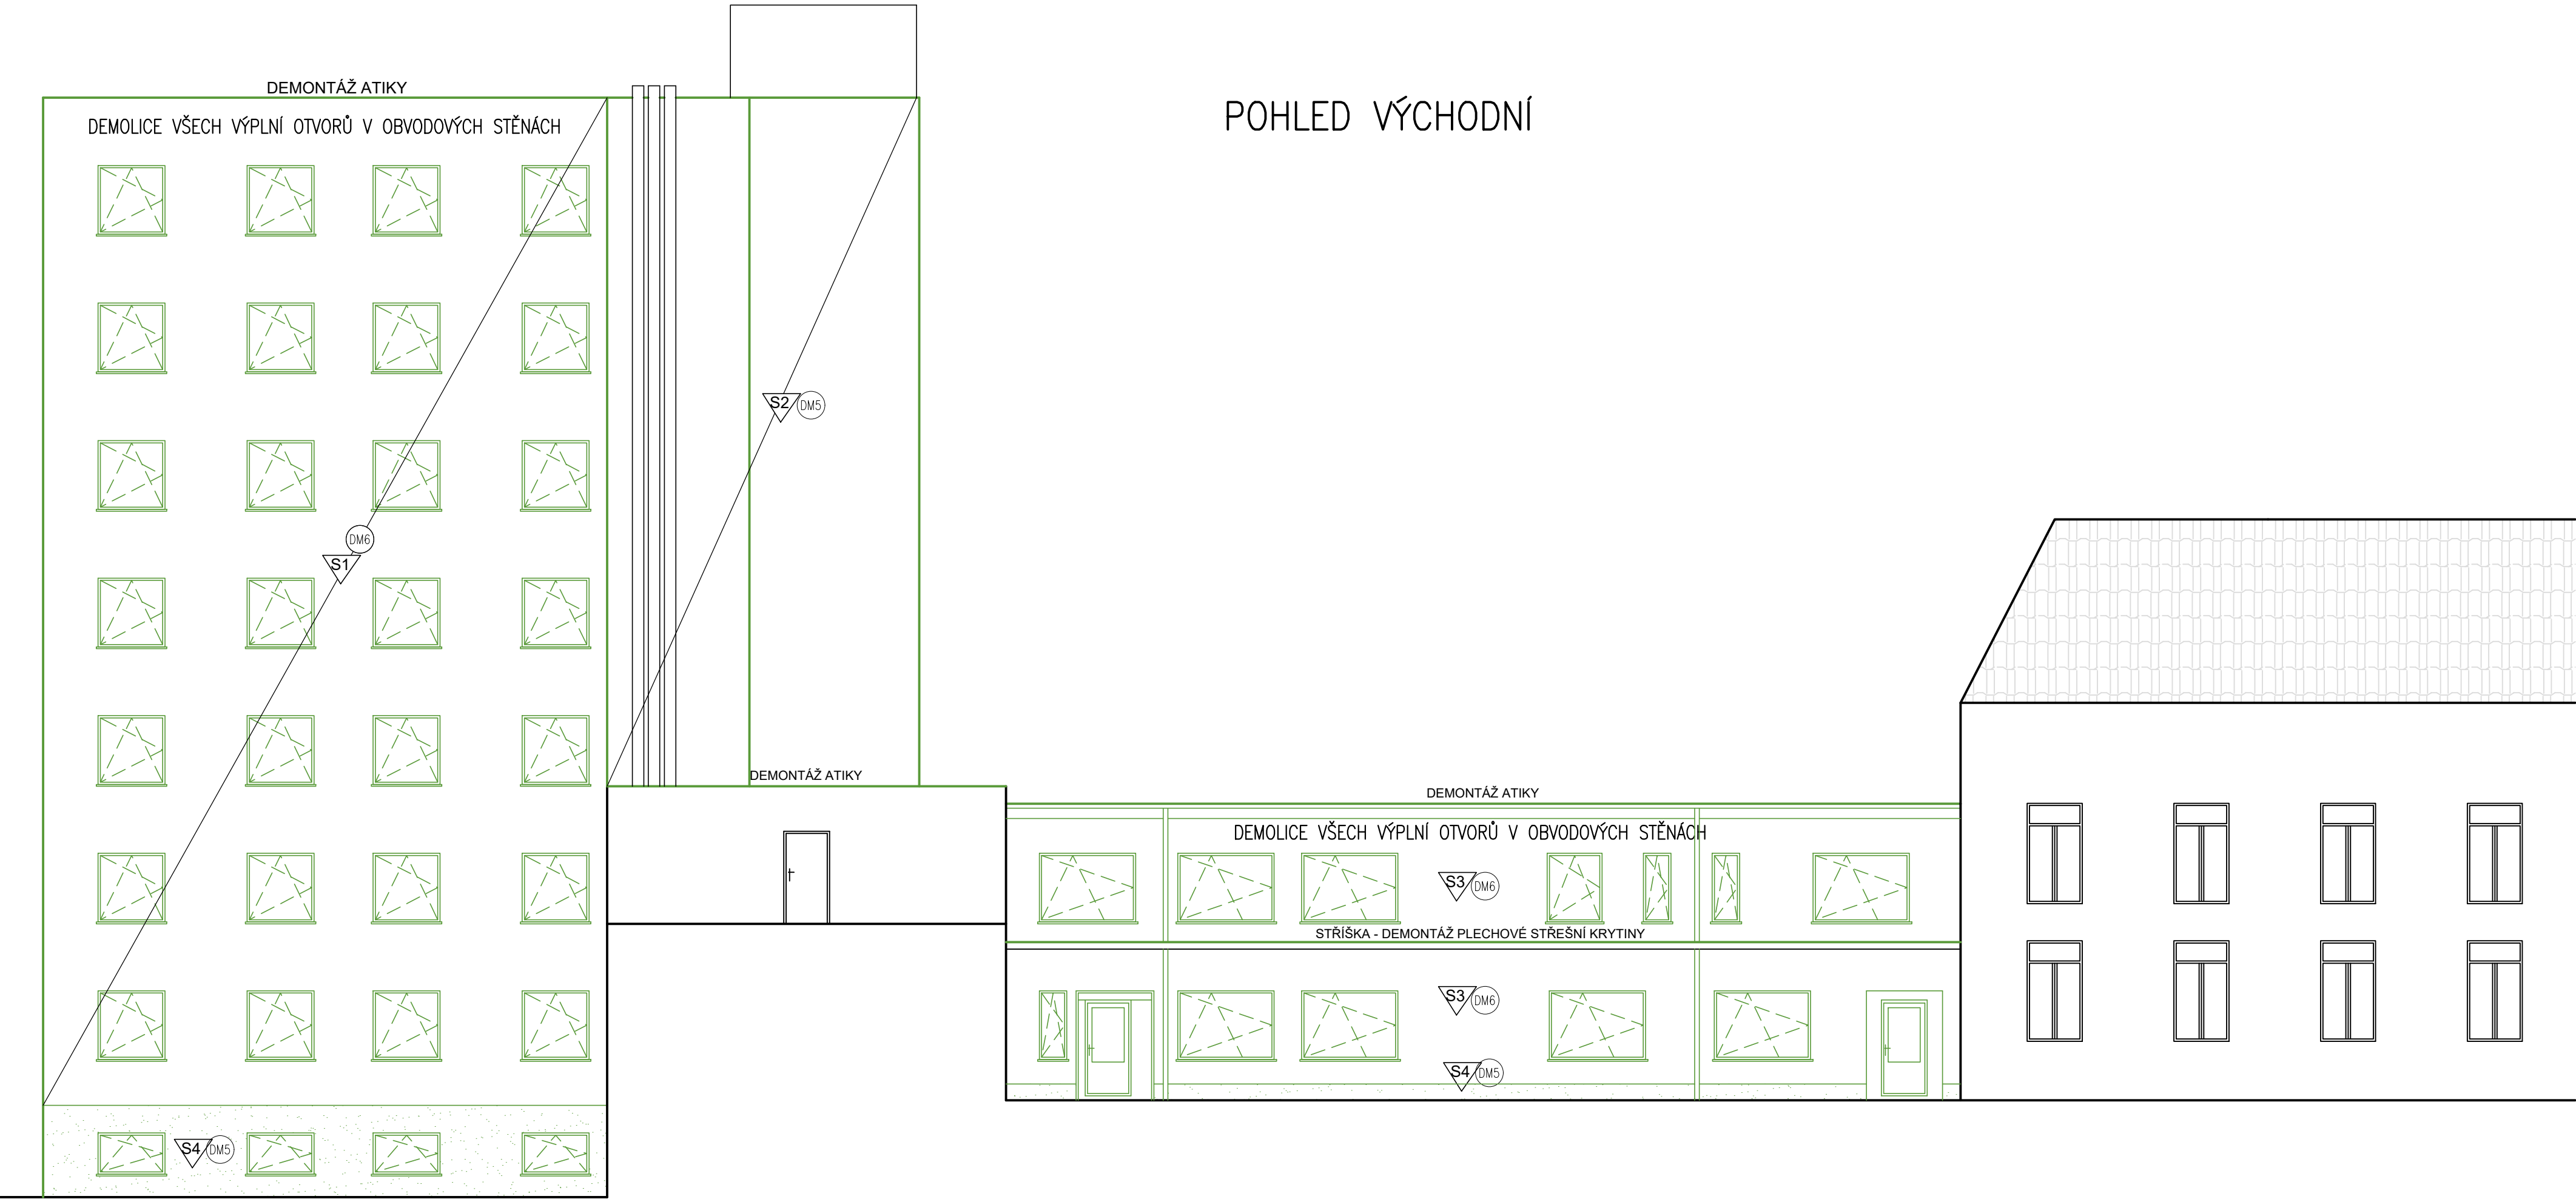 DEMONTÁŽ ATIKY
POHLED VÝCHODNÍ
DEMOLICE VŠECH VÝPLNÍ OTVORŮ V OBVODOVÝCH STĚNÁCH
S2 DM5
DM6
S1
DEMONTÁŽ ATIKY
DEMONTÁŽ ATIKY
DEMOLICE VŠECH VÝPLNÍ OTVORŮ V OBVODOVÝCH STĚNÁCH
S3 DM6
STŘÍŠKA - DEMONTÁŽ PLECHOVÉ STŘEŠNÍ KRYTINY
S3 DM6
S4 DM5
S4 DM5